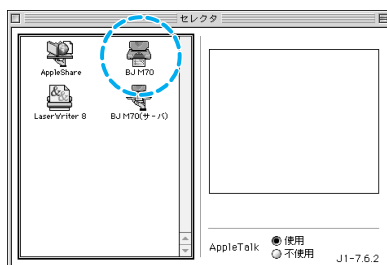 セレクタ
AppleShare
BJ M70
LaserWriter 8
BJ M70(サーバ)
AppleTalk
使用
不使用
J1-7.6.2